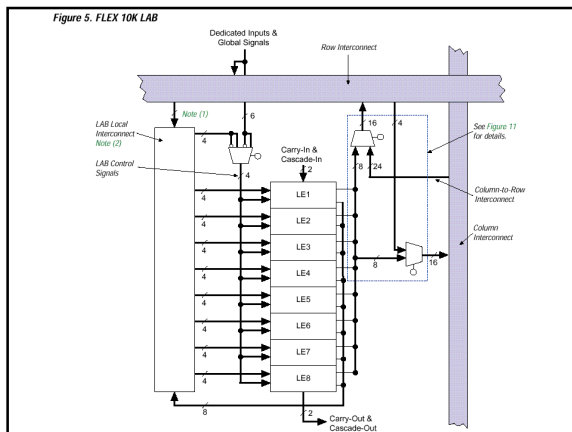 Figure 5. FLEX 10K LAB
Dedicated Inputs &
Global Signals
Row Interconnect
Note (1)
6
16
4
LAB Local
Interconnect
Note (2)
4
See Figure 11
for details.
Carry-In &
Cascade-In
LAB Control
Signals
4
2
8
24
Column-to-Row
Interconnect
LE1
4
LE2
4
Column
Interconnect
LE3
4
8
16
LE4
4
LE5
4
LE6
4
LE7
4
LE8
4
8
2
Carry-Out &
Cascade-Out